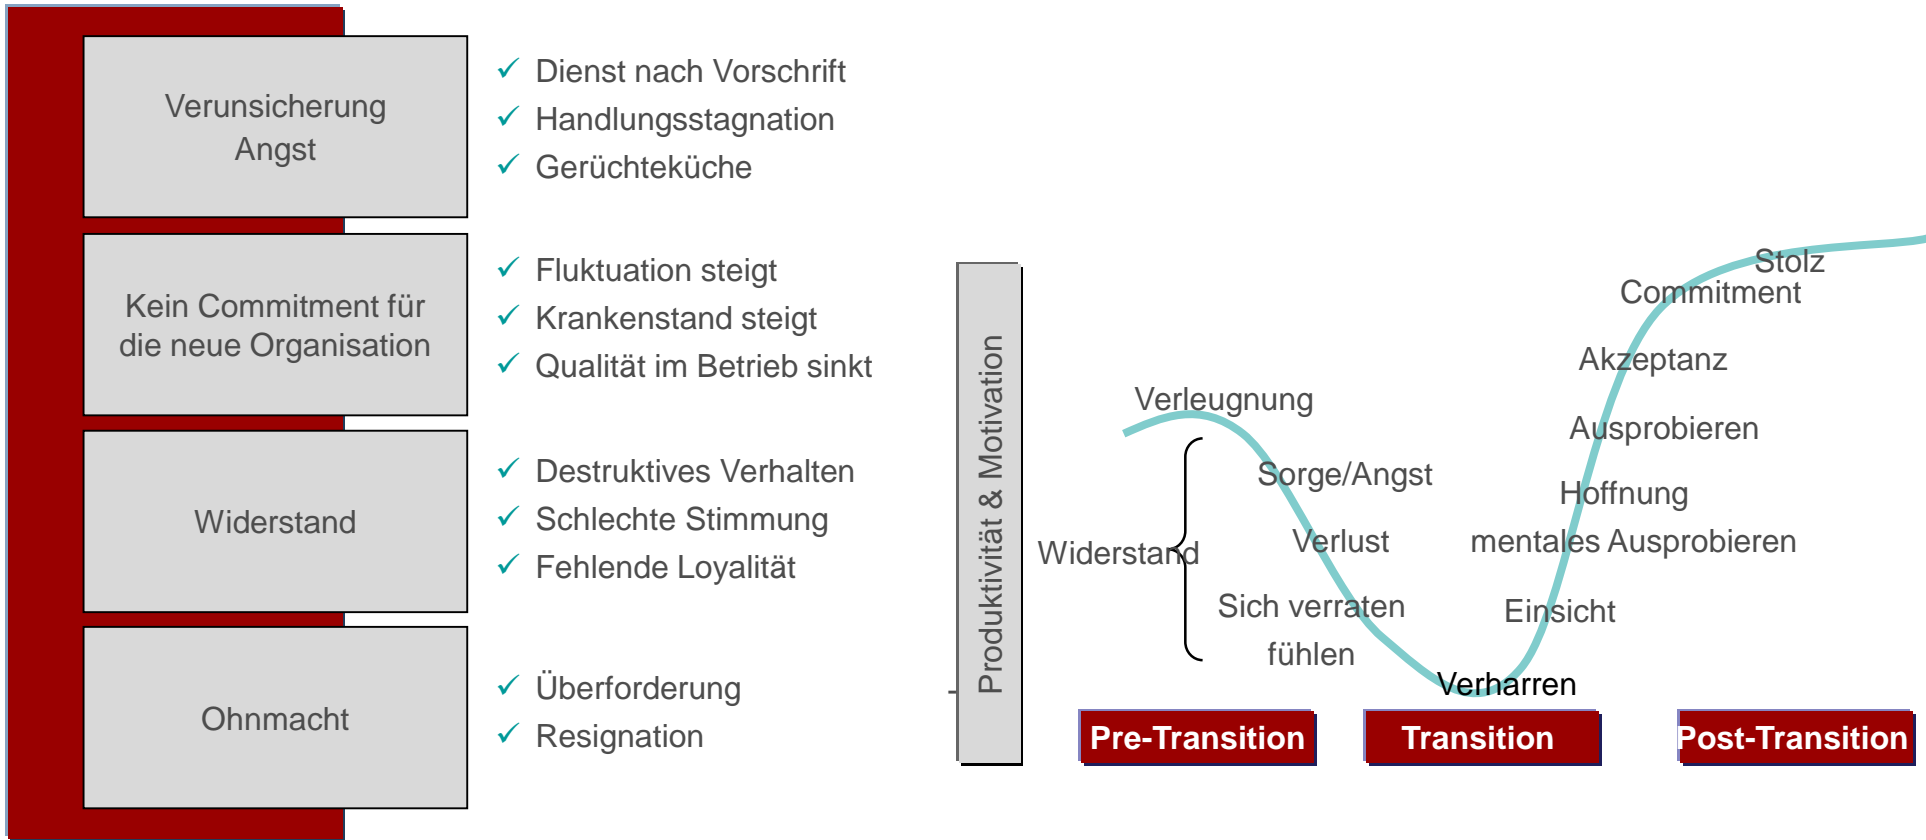 Verunsicherung
Angst
✓ Dienst nach Vorschrift
✓ Handlungsstagnation
✓ Gerüchteküche
Kein Commitment für
die neue Organisation
✓ Fluktuation steigt
✓ Krankenstand steigt
✓ Qualität im Betrieb sinkt
Widerstand
✓ Destruktives Verhalten
✓ Schlechte Stimmung
✓ Fehlende Loyalität
Ohnmacht
✓ Überforderung
✓ Resignation
Produktivität & Motivation
Verleugnung
Widerstand
Sorge/Angst
Verlust
Sich verraten
fühlen
Verharren
Stolz
Commitment
Akzeptanz
Ausprobieren
Hoffnung
mentales Ausprobieren
Einsicht
Pre-Transition
Transition
Post-Transition